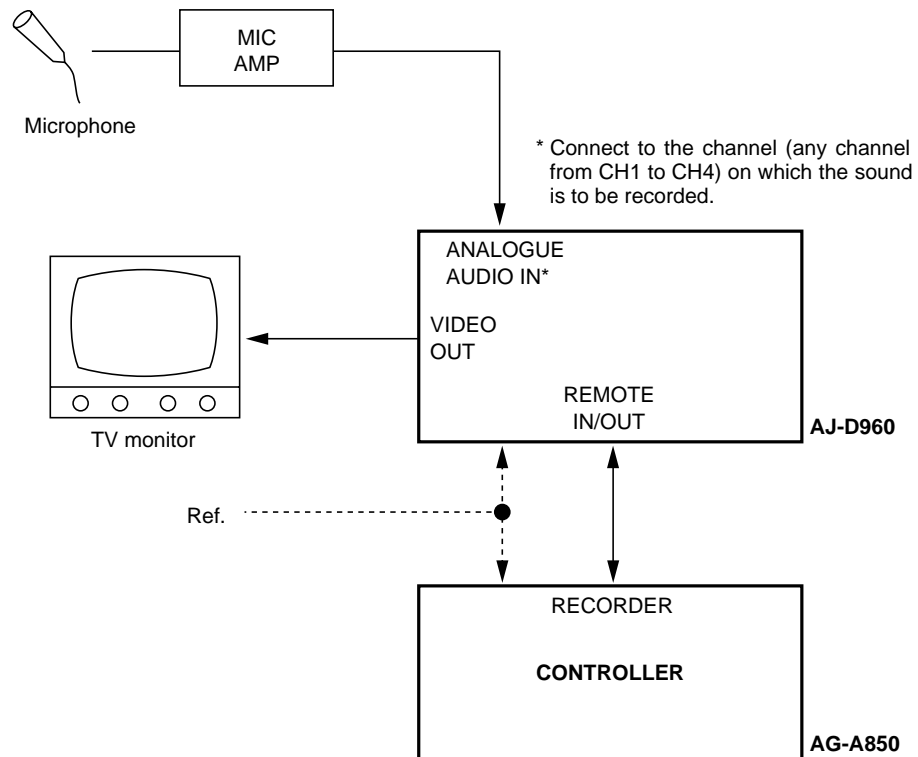 MIC
AMP
Microphone
* Connect to the channel (any channel
from CH1 to CH4) on which the sound
is to be recorded.
ANALOGUE
AUDIO IN*
VIDEO
OUT
REMOTE
IN/OUT
AJ-D960
TV monitor
Ref.
RECORDER
CONTROLLER
AG-A850